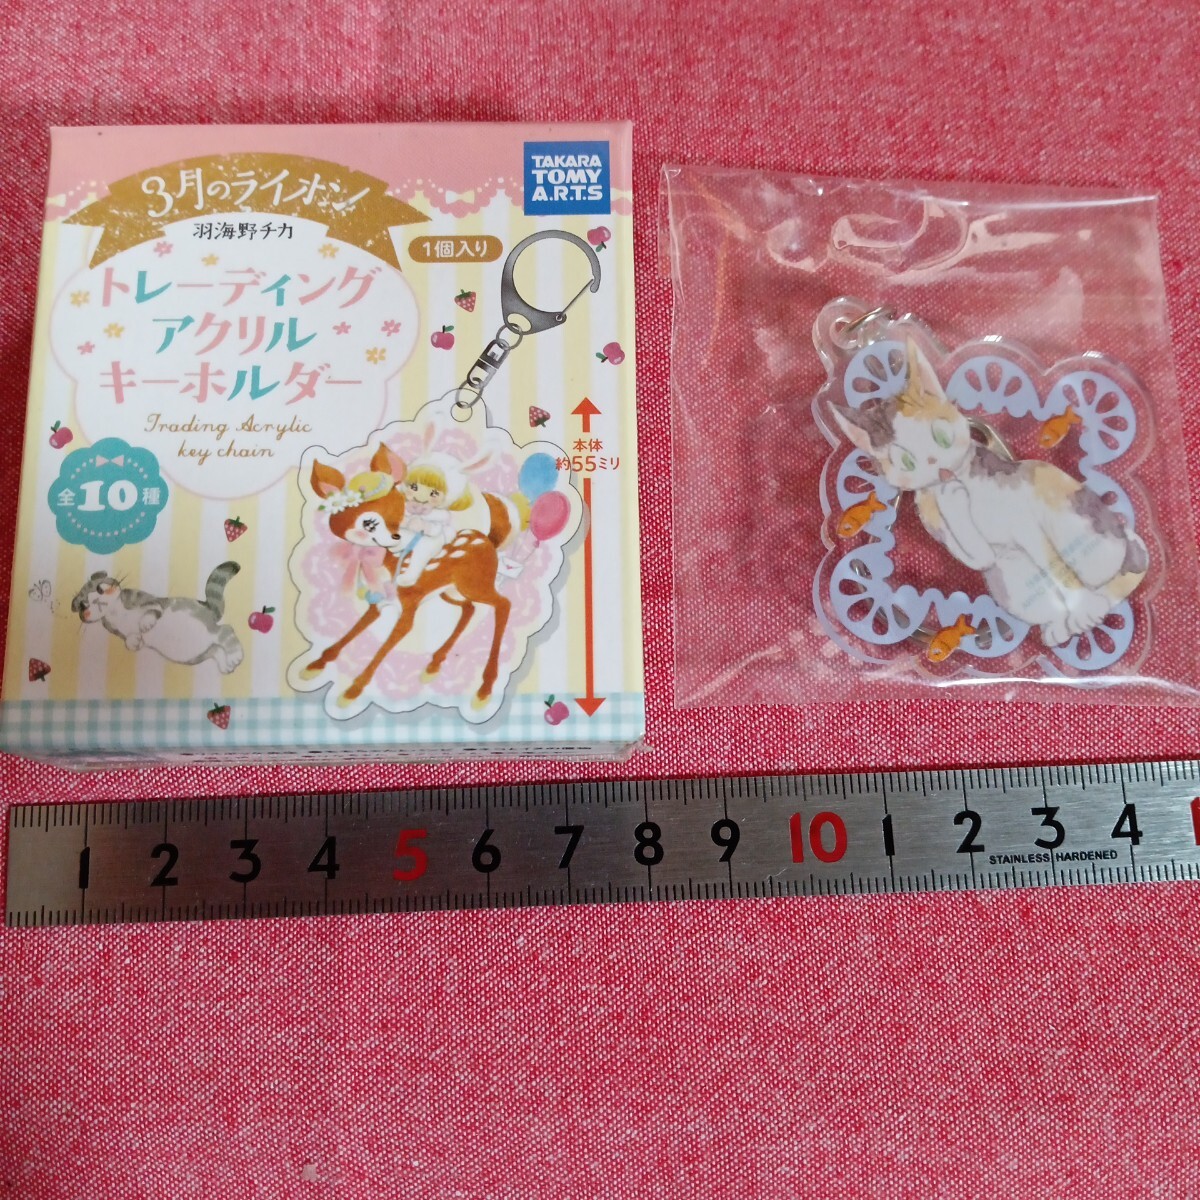 3月のライオン
羽海野チカ
TAKARA
TOMY
A.R.T.S
1個入り
トレーディング
アクリル
キーホルダー
Trading Acrylic
key chain
全10種
本体
約55ミリ
1 2 3 4 5 6 7 8 9 10 1 2 3 4 1
STAINLESS HARDENED